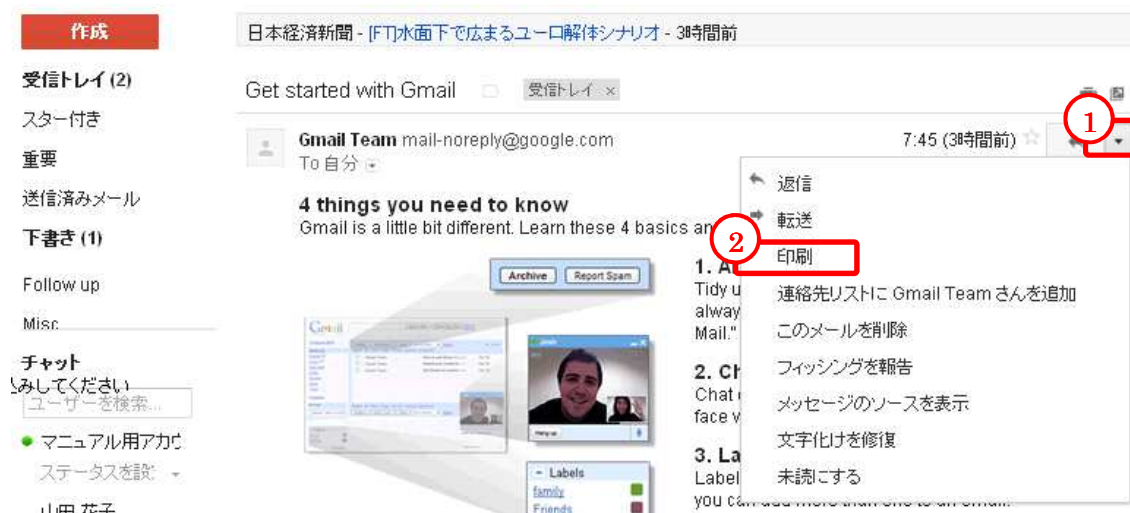 作成
日本経済新聞 - [FT]水面下で広まるユーロ解体シナリオ - 3時間前
受信トレイ (2)
スター付き
重要
送信済みメール
下書き (1)
Follow up
Misc
チャット
込みしてください
ユーザーを検索...
マニュアル用アカウ
ステータスを設
山田 花子
Get started with Gmail
受信トレイ ×
Gmail Team mail-noreply@google.com
To 自分
7:45 (3時間前)
1
4 things you need to know
Gmail is a little bit different. Learn these 4 basics an
Archive
Report Spam
Gmail
Labels
family
Friends
1. A
Tidy u
alway
Mail."
2. Ch
Chat
face v
3. La
Label
you can add more than one to an email.
返信
転送
2
印刷
連絡先リストに Gmail Team さんを追加
このメールを削除
フィッシングを報告
メッセージのソースを表示
文字化けを修復
未読にする